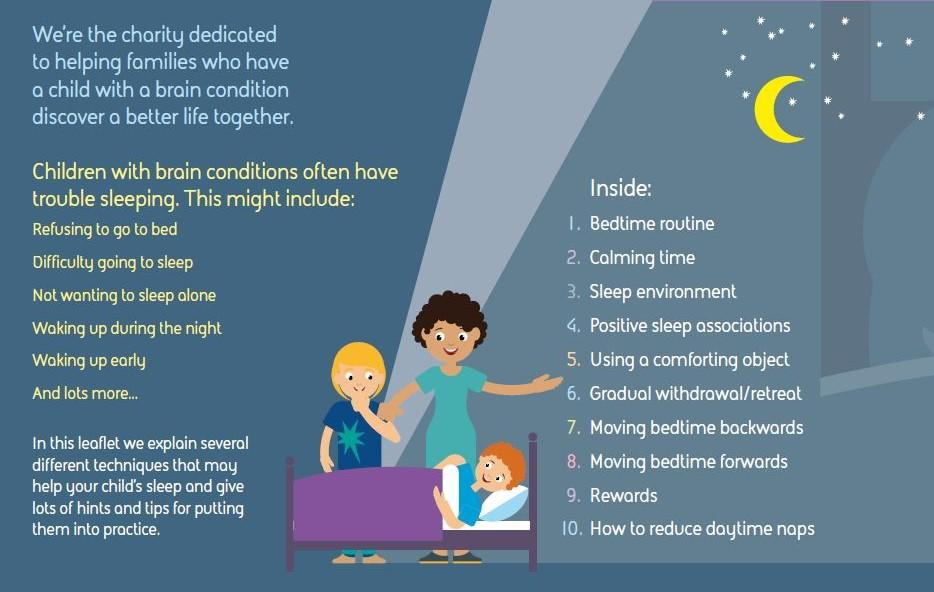 We're the charity dedicated
to helping families who have
a child with a brain condition
discover a better life together.
Children with brain conditions often have
trouble sleeping. This might include:
Refusing to go to bed
Difficulty going to sleep
Not wanting to sleep alone
Waking up during the night
Waking up early
And lots more...
In this leaflet we explain several
different techniques that may
help your child's sleep and give
lots of hints and tips for putting
them into practice.
Inside:
1. Bedtime routine
2. Calming time
3. Sleep environment
4. Positive sleep associations
5. Using a comforting object
6. Gradual withdrawal/retreat
7. Moving bedtime backwards
8. Moving bedtime forwards
9. Rewards
10. How to reduce daytime naps